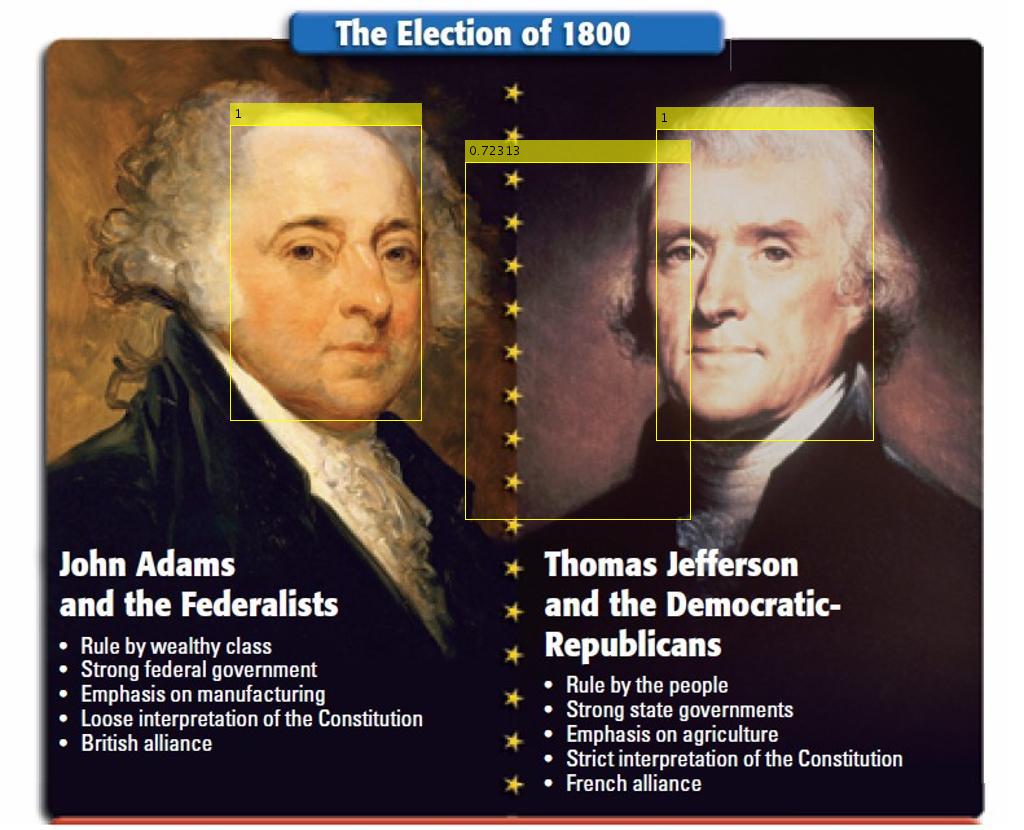 The Election of 1800
1
1
0.72313
John Adams
and the Federalists
• Rule by wealthy class
• Strong federal government
• Emphasis on manufacturing
• Loose interpretation of the Constitution
• British alliance
Thomas Jefferson
and the Democratic-
Republicans
• Rule by the people
• Strong state governments
• Emphasis on agriculture
• Strict interpretation of the Constitution
• French alliance